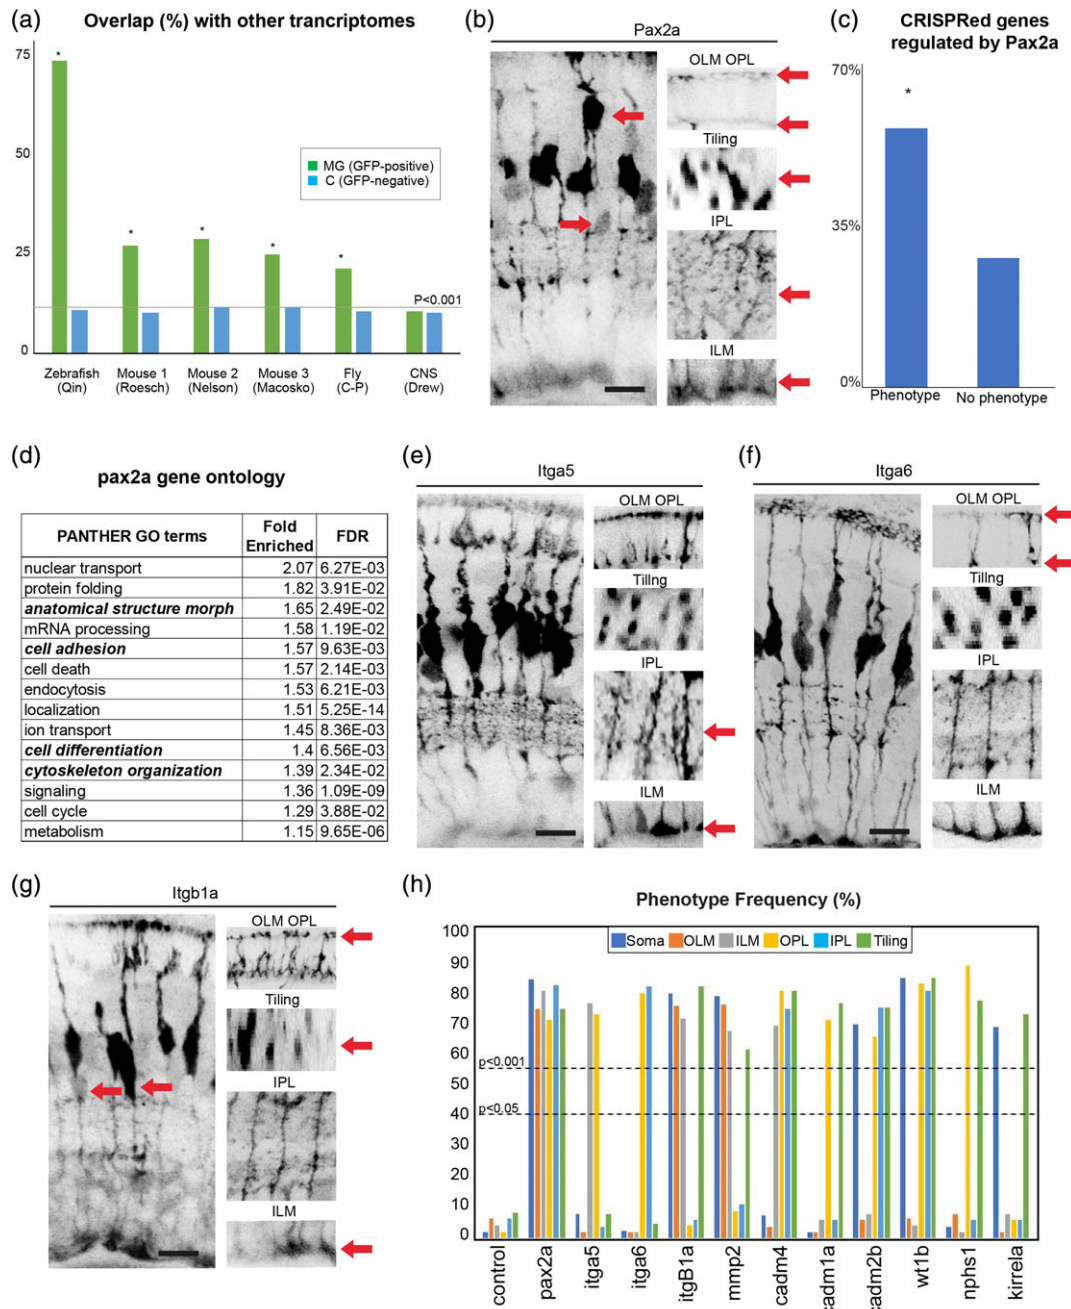 (a)
Overlap (%) with other trancriptomes
75
50
25
0
MG (GFP-positive)
C (GFP-negative)
P<0.001
*
*
*
*
*
Zebrafish (Qin)
Mouse 1 (Roesch)
Mouse 2 (Nelson)
Mouse 3 (Macosko)
Fly (C-P)
CNS (Drew)
(b)
Pax2a
OLM OPL
Tiling
IPL
ILM
(c)
CRISPRed genes
regulated by Pax2a
70%
35%
0%
*
Phenotype
No phenotype
(d)
pax2a gene ontology
PANTHER GO terms Fold Enriched FDR
nuclear transport 2.07 6.27E-03
protein folding 1.82 3.91E-02
anatomical structure morph 1.65 2.49E-02
mRNA processing 1.58 1.19E-02
cell adhesion 1.57 9.63E-03
cell death 1.57 2.14E-03
endocytosis 1.53 6.21E-03
localization 1.51 5.25E-14
ion transport 1.45 8.36E-03
cell differentiation 1.4 6.56E-03
cytoskeleton organization 1.39 2.34E-02
signaling 1.36 1.09E-09
cell cycle 1.29 3.88E-02
metabolism 1.15 9.65E-06
(e)
Itga5
OLM OPL
TilIng
IPL
ILM
(f)
Itga6
OLM OPL
TilIng
IPL
ILM
(g)
Itgb1a
OLM OPL
Tiling
IPL
ILM
(h)
Phenotype Frequency (%)
100
90
80
70
60
50
40
30
20
10
0
Soma OLM ILM OPL IPL Tiling
p<0.001
p<0.05
control
pax2a
itga5
itga6
itgB1a
mmp2
cadm4
cadm1a
cadm2b
wt1b
nphs1
kirrela